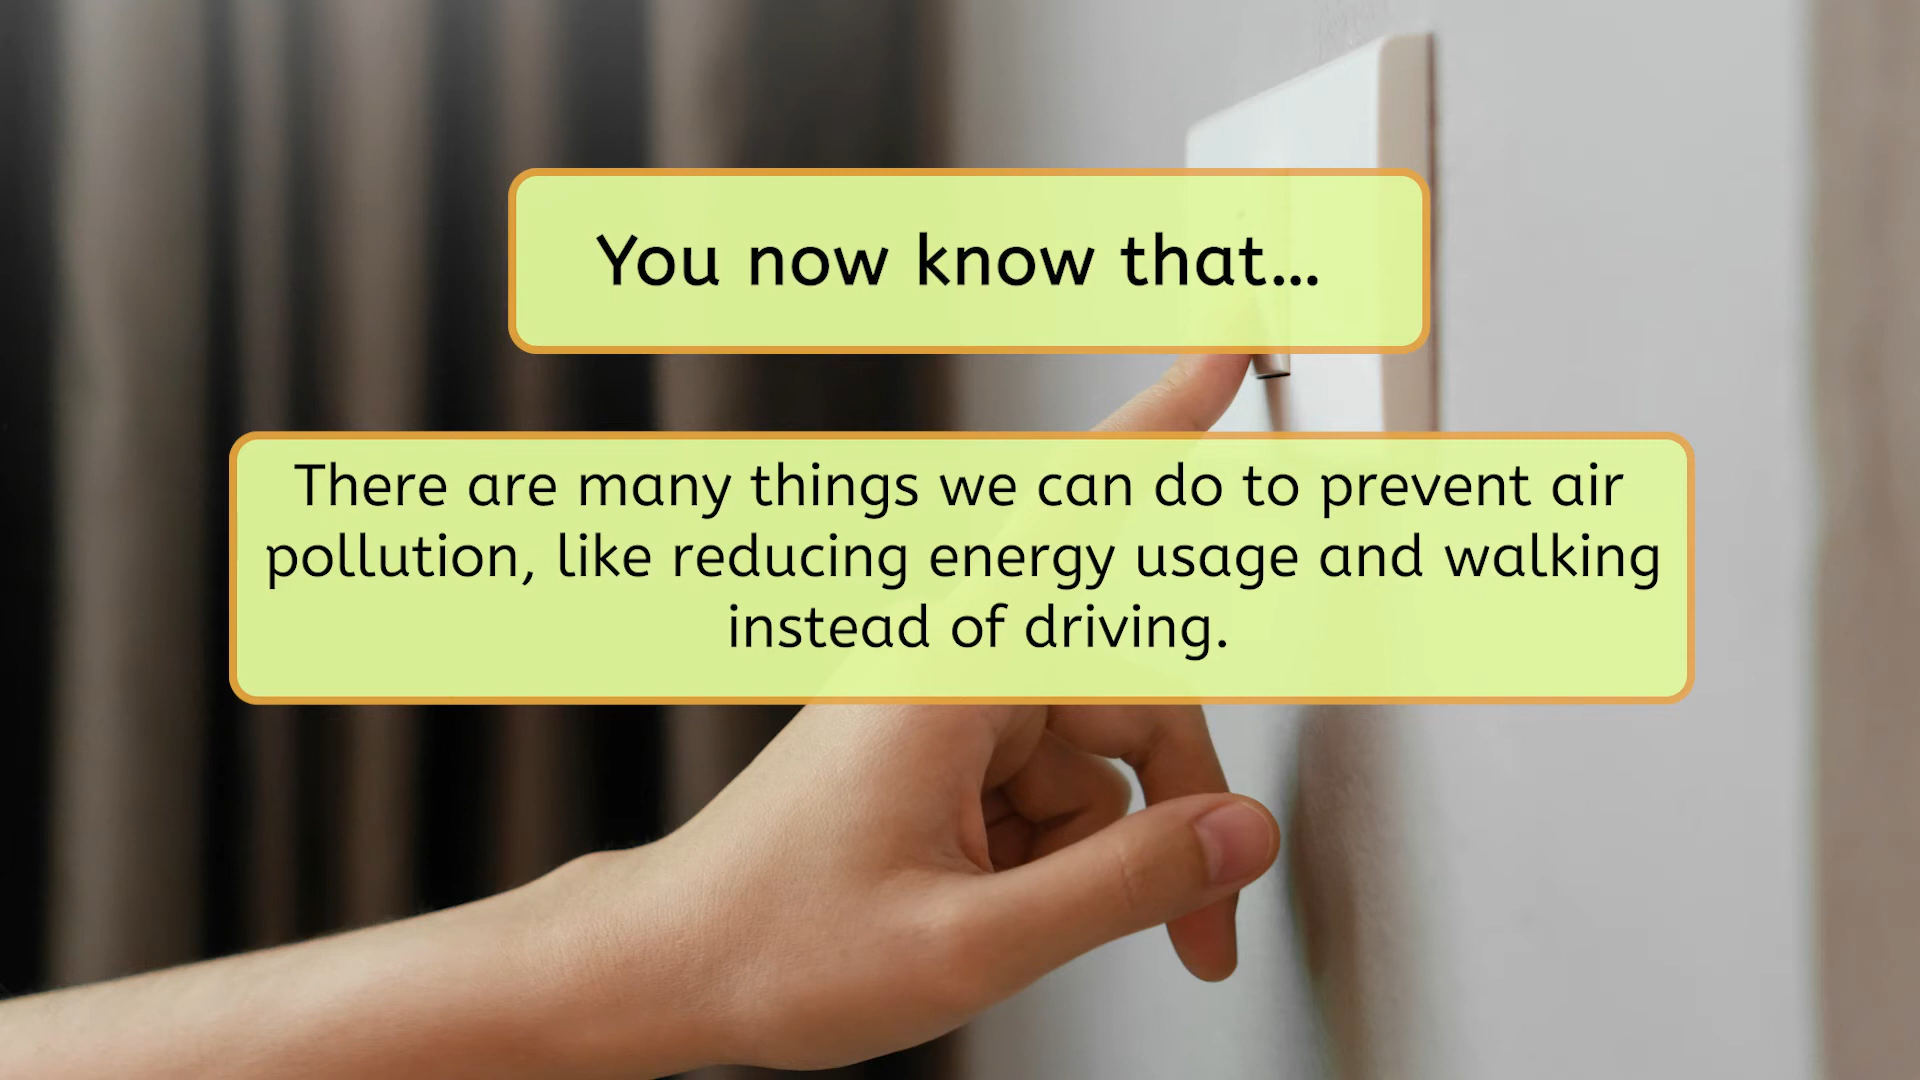 You now know that...
There are many things we can do to prevent air
pollution, like reducing energy usage and walking
instead of driving.